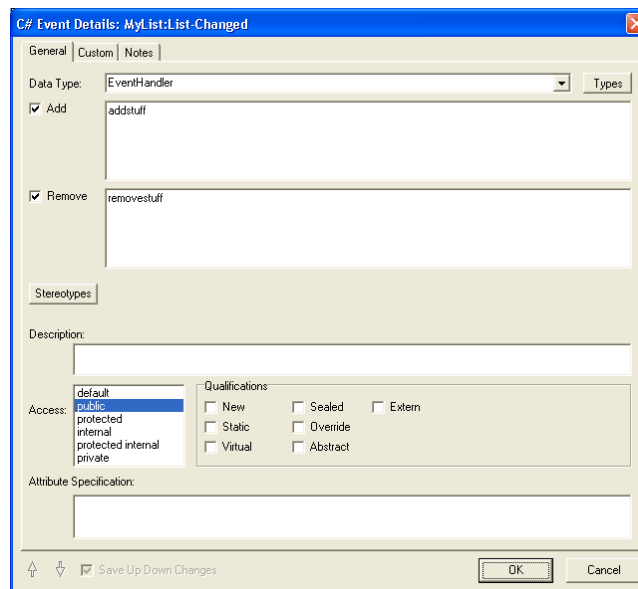 C# Event Details: MyList:List-Changed
General Custom Notes
Data Type: EventHandler Types
Add addstuff
Remove removestuff
Stereotypes
Description:
Access:
default
public
protected
internal
protected internal
private
Qualifications
New Sealed Extern
Static Override
Virtual Abstract
Attribute Specification:
Save Up Down Changes OK Cancel